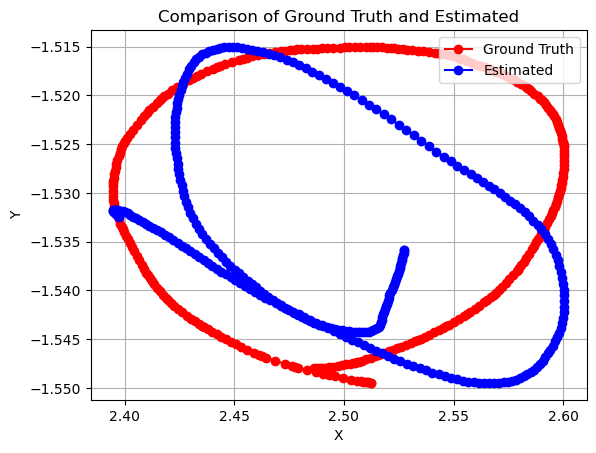 Comparison of Ground Truth and Estimated
Ground Truth
Estimated
−1.515
−1.520
−1.525
−1.530
−1.535
−1.540
−1.545
−1.550
Y
2.40 2.45 2.50 2.55 2.60
X